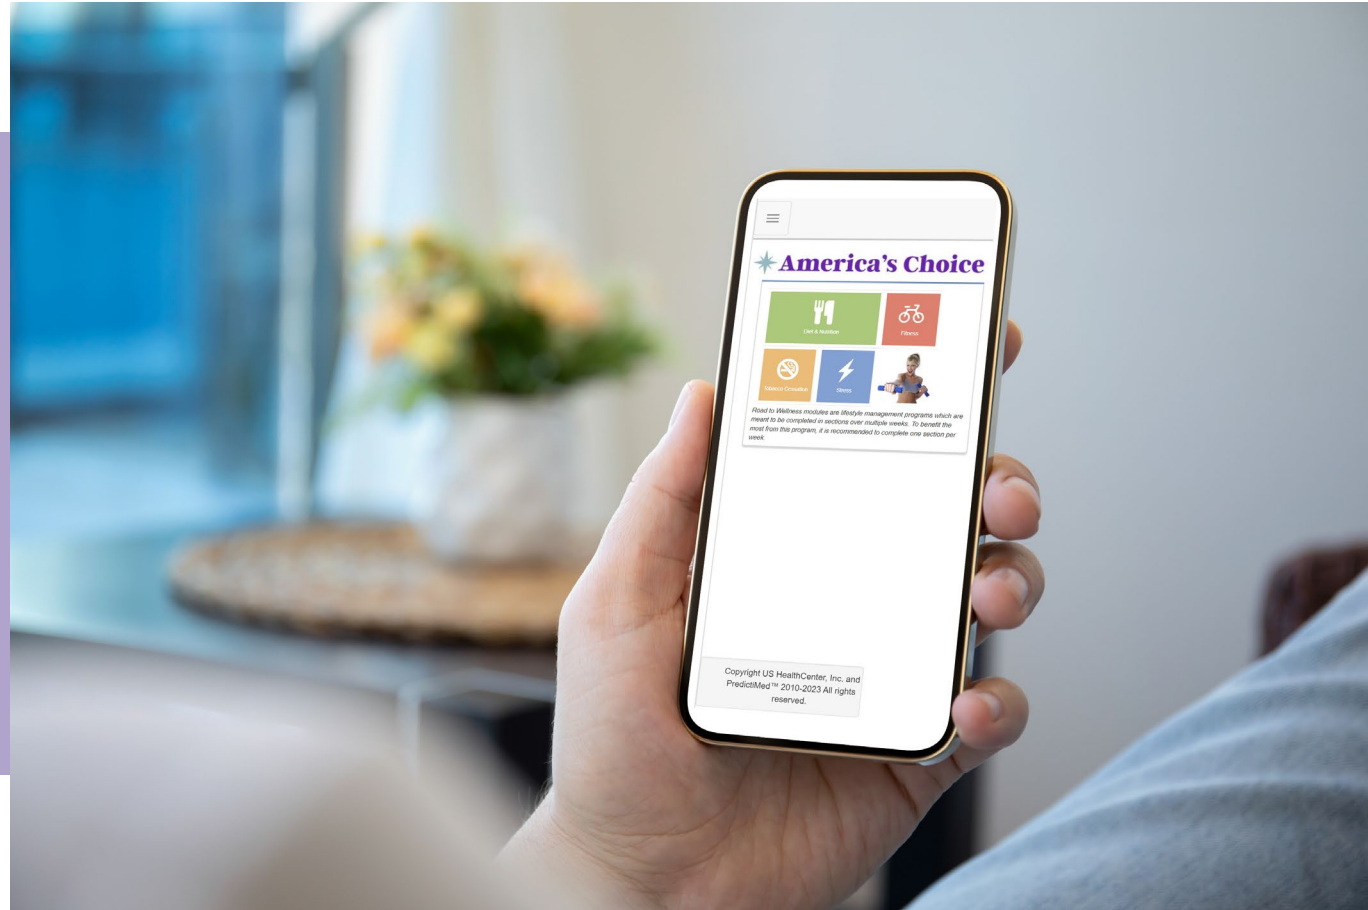 America's Choice
Diet & Nutrition
Fitness
Tobacco Cessation
Stress
Road to Wellness modules are lifestyle management programs which are
meant to be completed in sections over multiple weeks. To benefit the
most from this program, it is recommended to complete one section per
week.
Copyright US HealthCenter, Inc. and
PredictiMed™ 2010-2023 All rights
reserved.